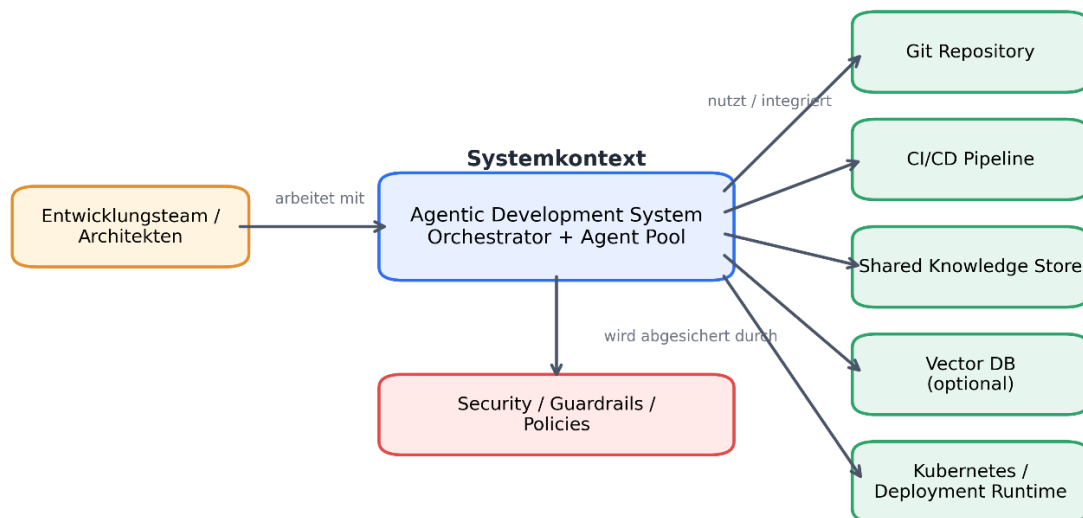 Git Repository
nutzt / integriert
Systemkontext
CI/CD Pipeline
arbeitet mit
Entwicklungsteam /
Architekten
Agentic Development System
Orchestrator + Agent Pool
Shared Knowledge Store
wird abgesichert durch
Vector DB
(optional)
Security / Guardrails /
Policies
Kubernetes /
Deployment Runtime